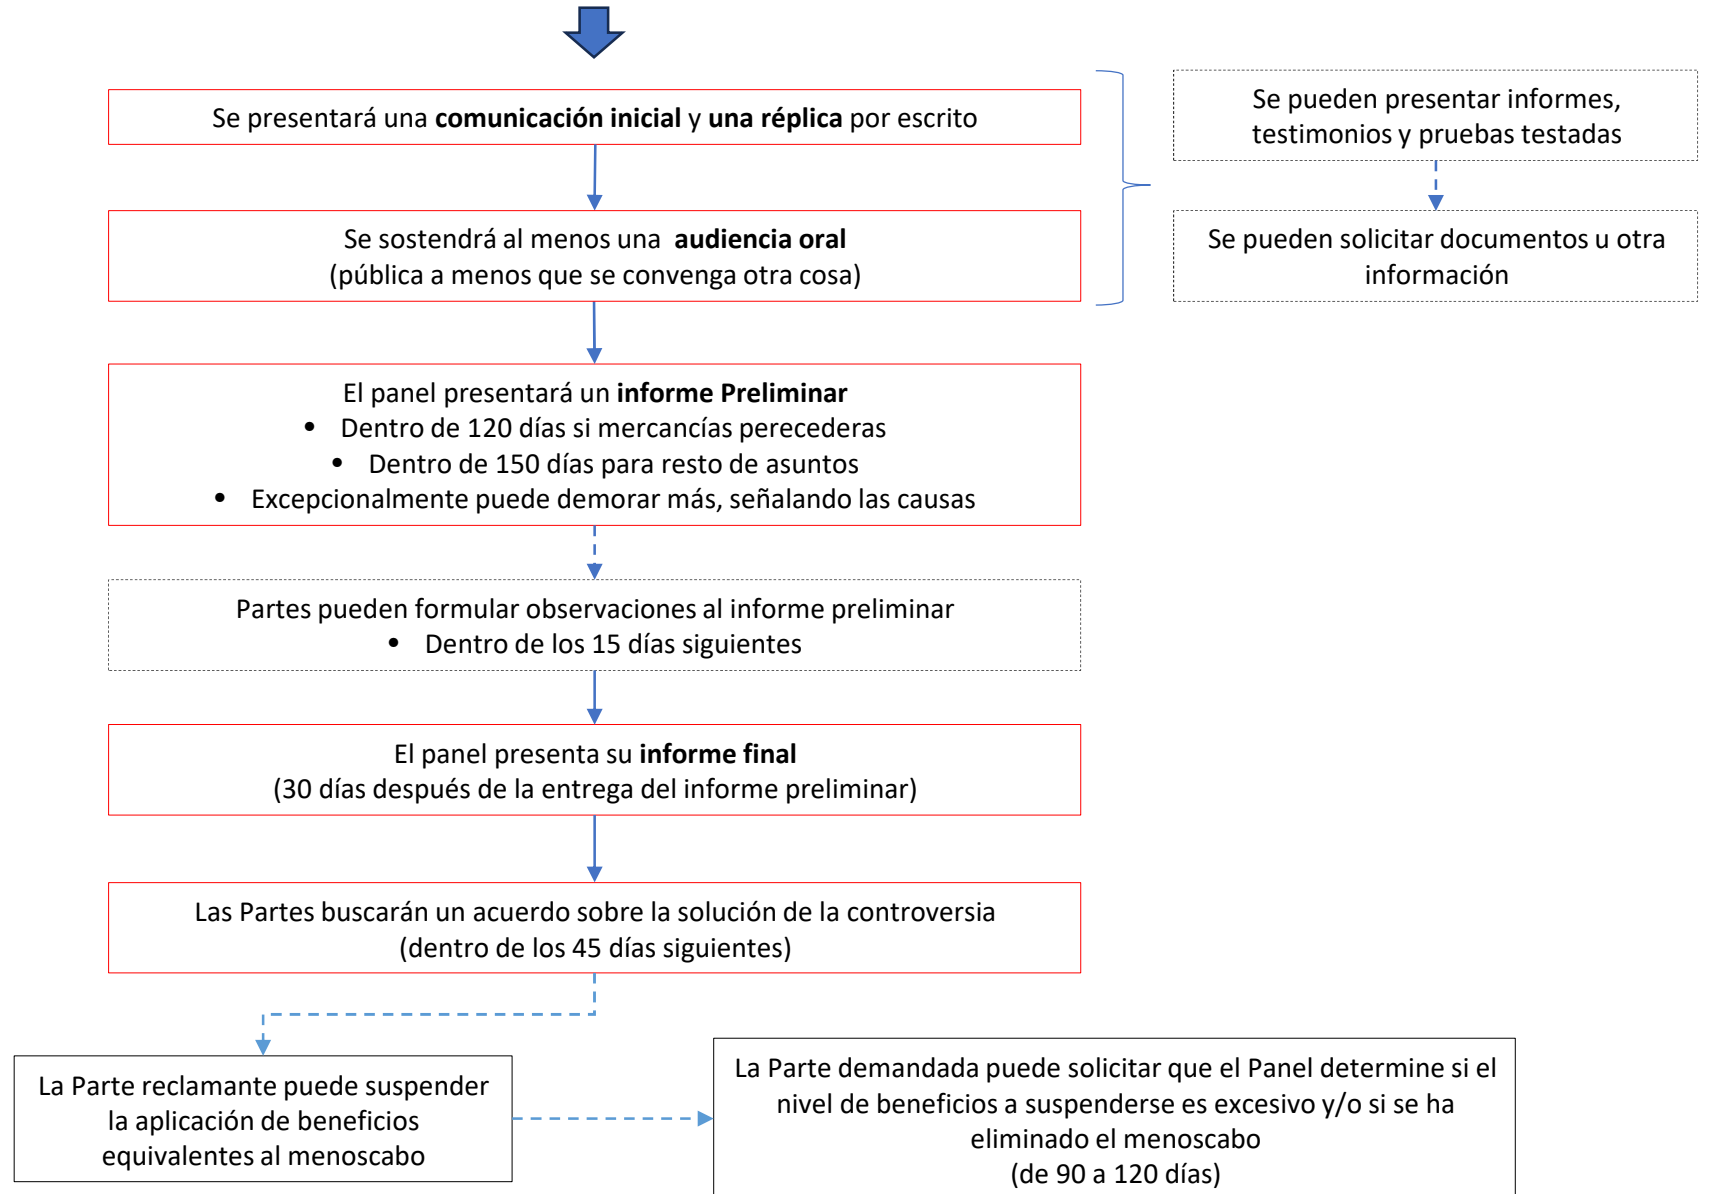 Se presentará una comunicación inicial y una réplica por escrito
Se pueden presentar informes,
testimonios y pruebas testadas
Se sostendrá al menos una audiencia oral
(pública a menos que se convenga otra cosa)
Se pueden solicitar documentos u otra
información
El panel presentará un informe Preliminar
• Dentro de 120 días si mercancías perecederas
• Dentro de 150 días para resto de asuntos
• Excepcionalmente puede demorar más, señalando las causas
Partes pueden formular observaciones al informe preliminar
• Dentro de los 15 días siguientes
El panel presenta su informe final
(30 días después de la entrega del informe preliminar)
Las Partes buscarán un acuerdo sobre la solución de la controversia
(dentro de los 45 días siguientes)
La Parte reclamante puede suspender
la aplicación de beneficios
equivalentes al menoscabo
La Parte demandada puede solicitar que el Panel determine si el
nivel de beneficios a suspenderse es excesivo y/o si se ha
eliminado el menoscabo
(de 90 a 120 días)